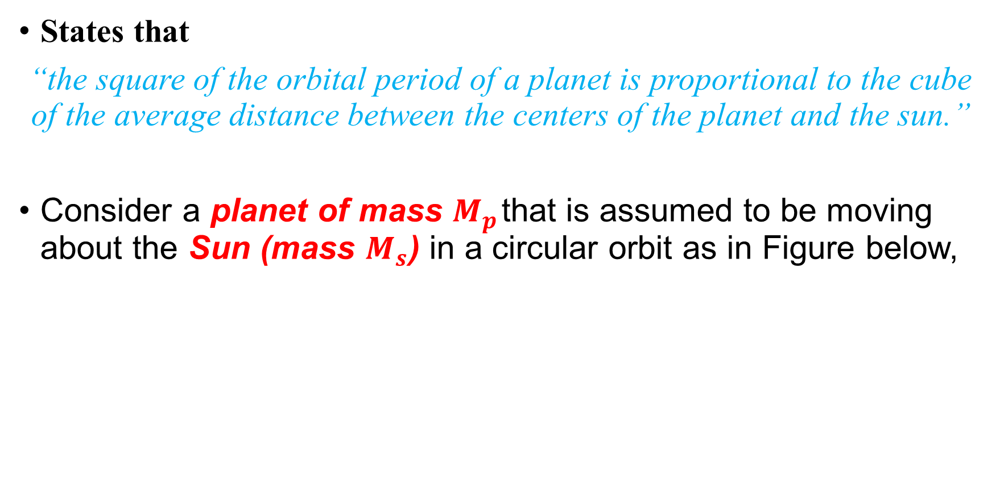 • States that
“the square of the orbital period of a planet is proportional to the cube
of the average distance between the centers of the planet and the sun.”
• Consider a planet of mass 𝑴𝒑 that is assumed to be moving
about the Sun (mass 𝑴𝒔) in a circular orbit as in Figure below,